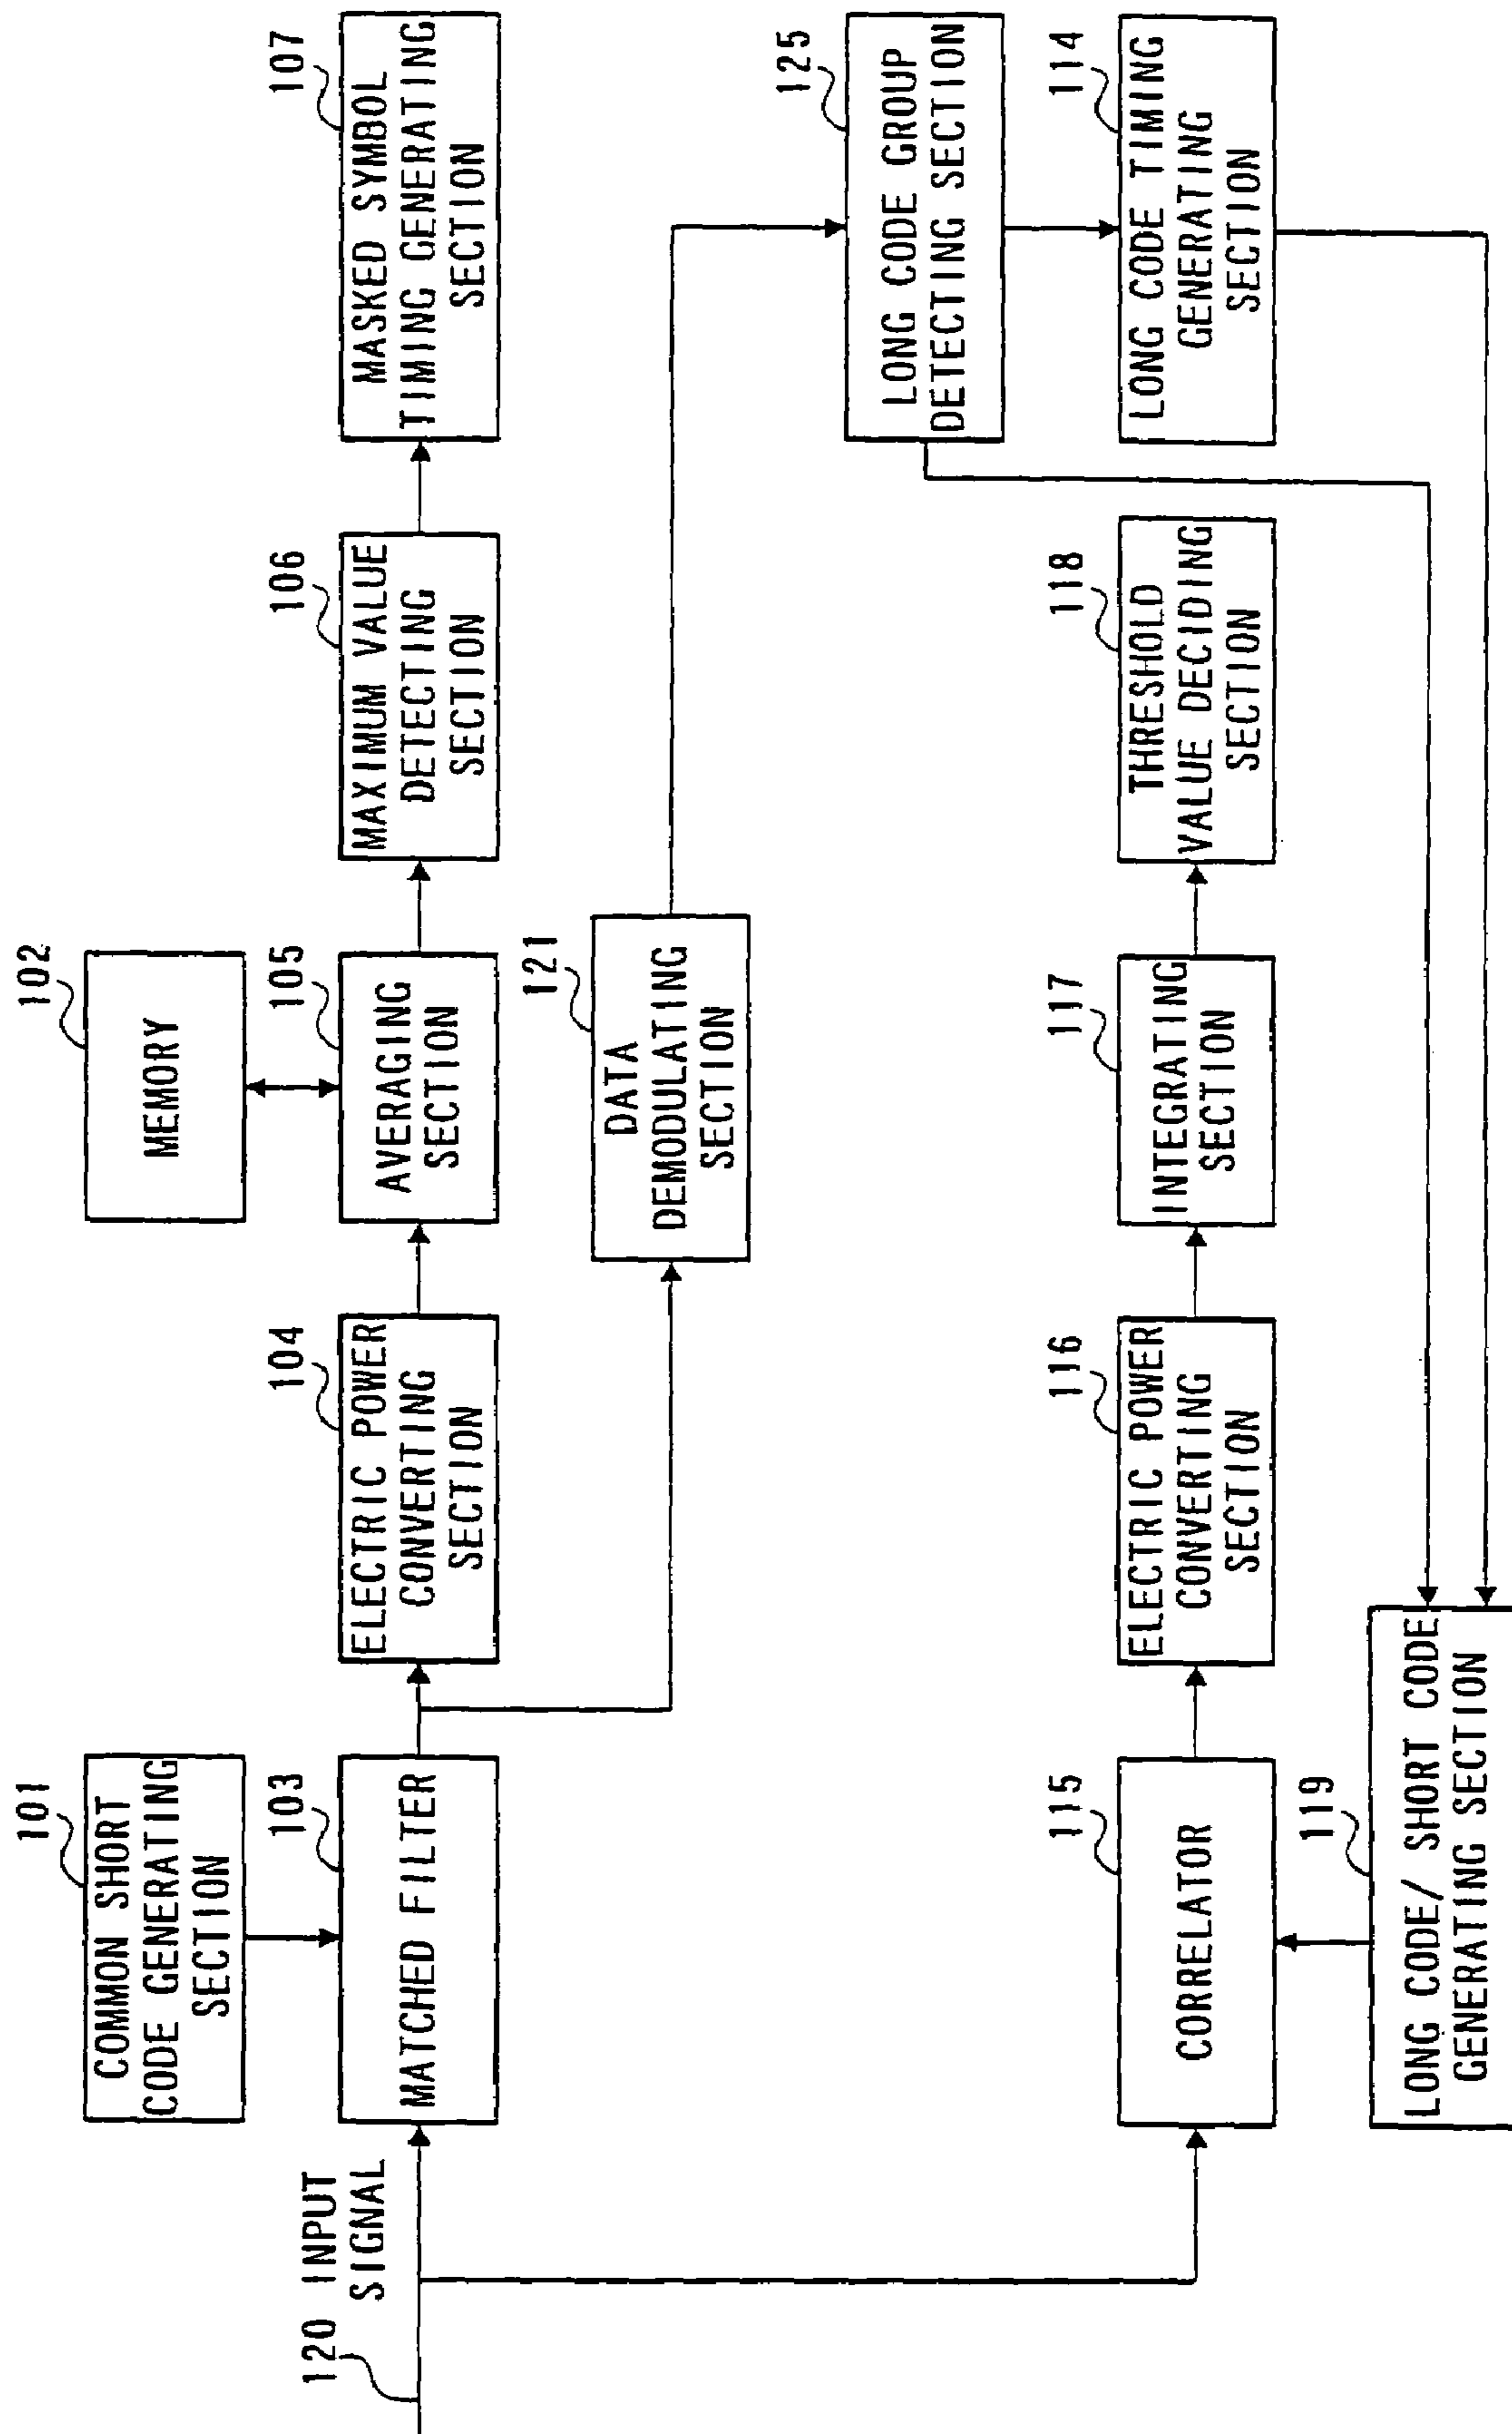 101
COMMON SHORT
CODE GENERATING
SECTION
102
MEMORY
120 INPUT
SIGNAL
103
MATCHED FILTER
104
ELECTRIC POWER
CONVERTING
SECTION
105
AVERAGING
SECTION
106
MAXIMUM VALUE
DETECTING
SECTION
107
MASKED SYMBOL
TIMING GENERATING
SECTION
121
DATA
DEMODULATING
SECTION
125
LONG CODE GROUP
DETECTING SECTION
115
CORRELATOR
116
ELECTRIC POWER
CONVERTING
SECTION
117
INTEGRATING
SECTION
118
THRESHOLD
VALUE DECIDING
SECTION
114
LONG CODE TIMING
GENERATING
SECTION
119
LONG CODE/ SHORT CODE
GENERATING SECTION